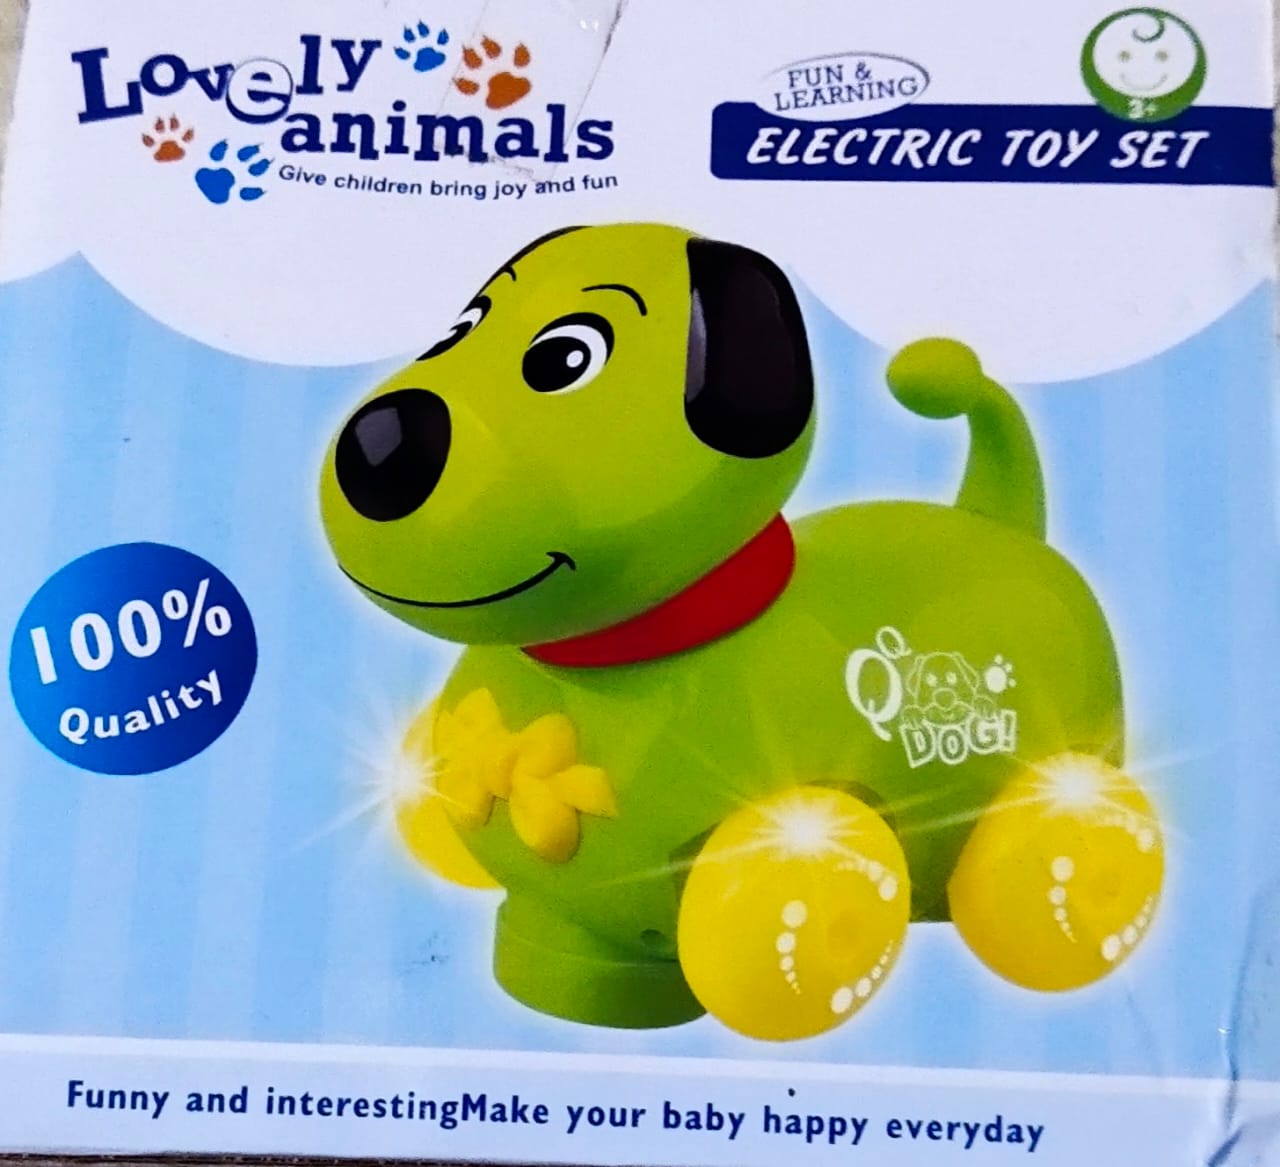 Lovely
animals
Give children bring joy and fun
FUN &
LEARNING
3+
ELECTRIC TOY SET
100%
Quality
QQ
DOG!
Funny and interestingMake your baby happy everyday